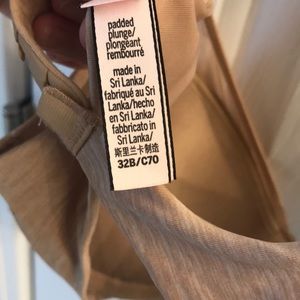 padded
plunge/
plongeant
rembourré
made in
Sri Lanka/
fabriqué au Sri
Lanka/hecho
en Sri Lanka/
fabbricato in
Sri Lanka/
斯里兰卡制造
32B/C70